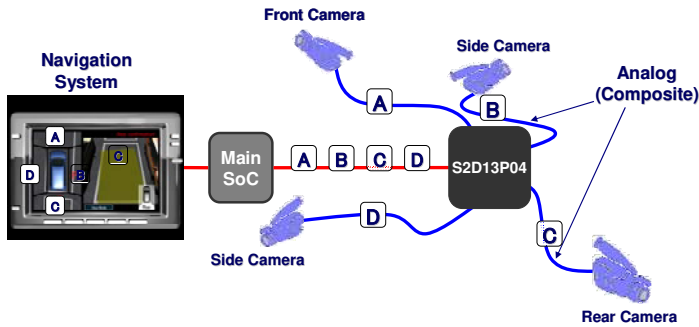 Front Camera
Side Camera
Navigation
System
Analog
(Composite)
A
B
A
D
B
C
C
Main
SoC
A B C D
S2D13P04
D
C
Side Camera
Rear Camera